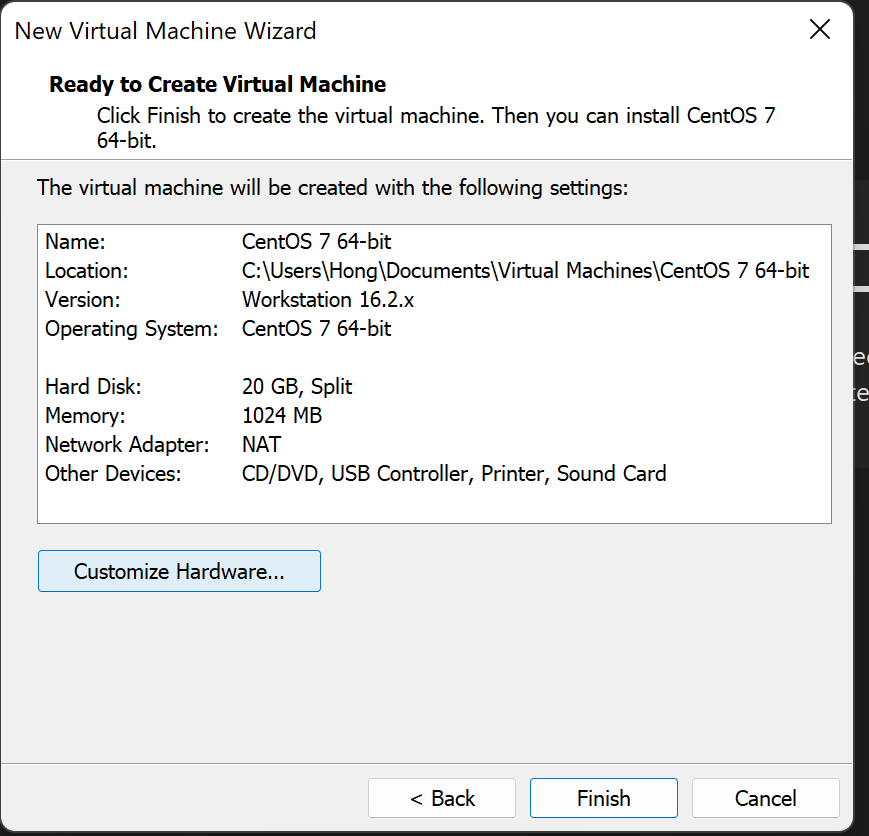 New Virtual Machine Wizard
Ready to Create Virtual Machine
Click Finish to create the virtual machine. Then you can install CentOS 7
64-bit.
The virtual machine will be created with the following settings:
Name: CentOS 7 64-bit
Location: C:\Users\Hong\Documents\Virtual Machines\CentOS 7 64-bit
Version: Workstation 16.2.x
Operating System: CentOS 7 64-bit
Hard Disk: 20 GB, Split
Memory: 1024 MB
Network Adapter: NAT
Other Devices: CD/DVD, USB Controller, Printer, Sound Card
Customize Hardware...
< Back Finish Cancel